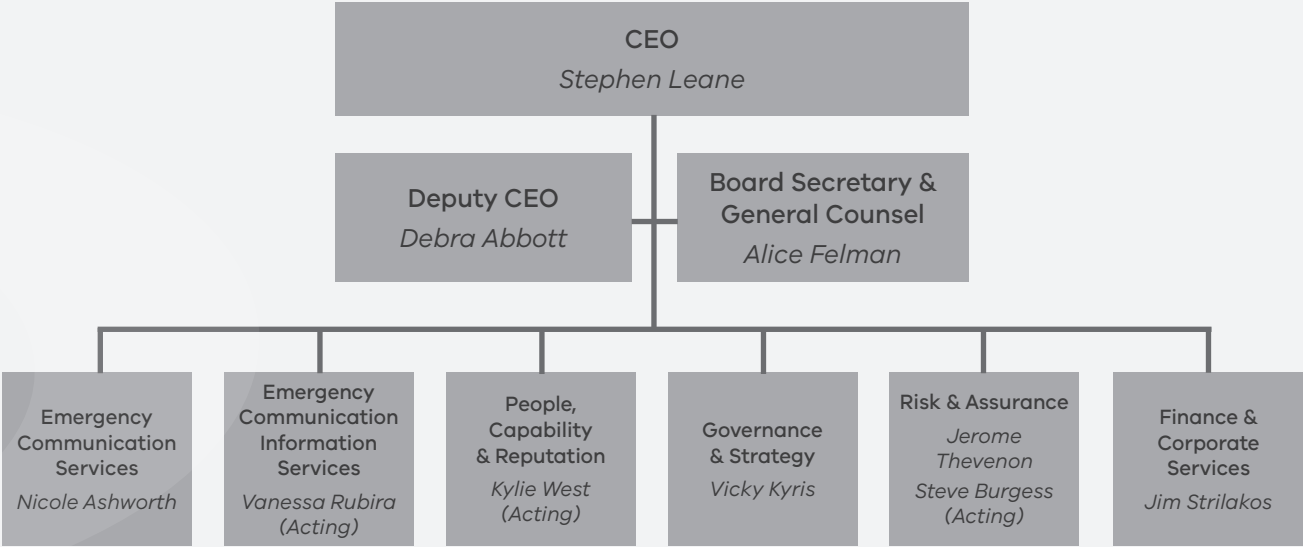 CEO
Stephen Leane
Deputy CEO
Debra Abbott
Board Secretary &
General Counsel
Alice Felman
Emergency
Communication
Services
Nicole Ashworth
Emergency
Communication
Information
Services
Vanessa Rubira
(Acting)
People,
Capability
& Reputation
Kylie West
(Acting)
Governance
& Strategy
Vicky Kyris
Risk & Assurance
Jerome
Thevenon
Steve Burgess
(Acting)
Finance &
Corporate
Services
Jim Strilakos